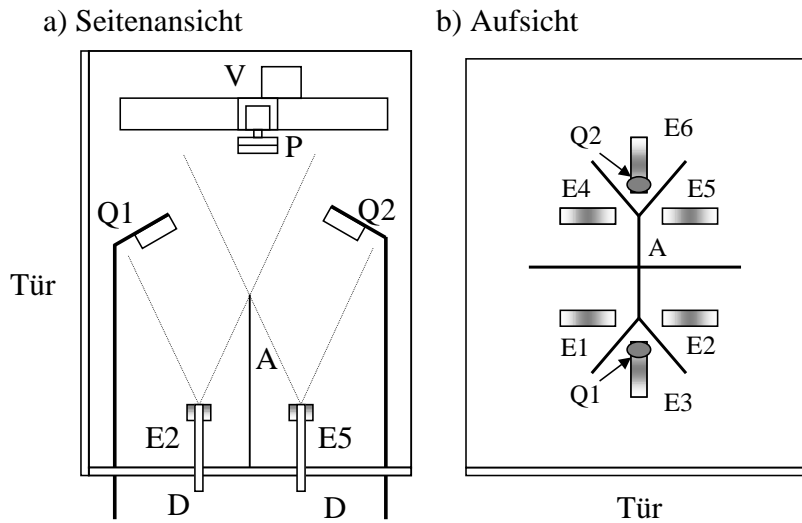 a) Seitenansicht
V
P
Q1
Q2
Tür
A
E2
E5
D
D
b) Aufsicht
E6
Q2
E4
E5
A
E1
E2
Q1
E3
Tür